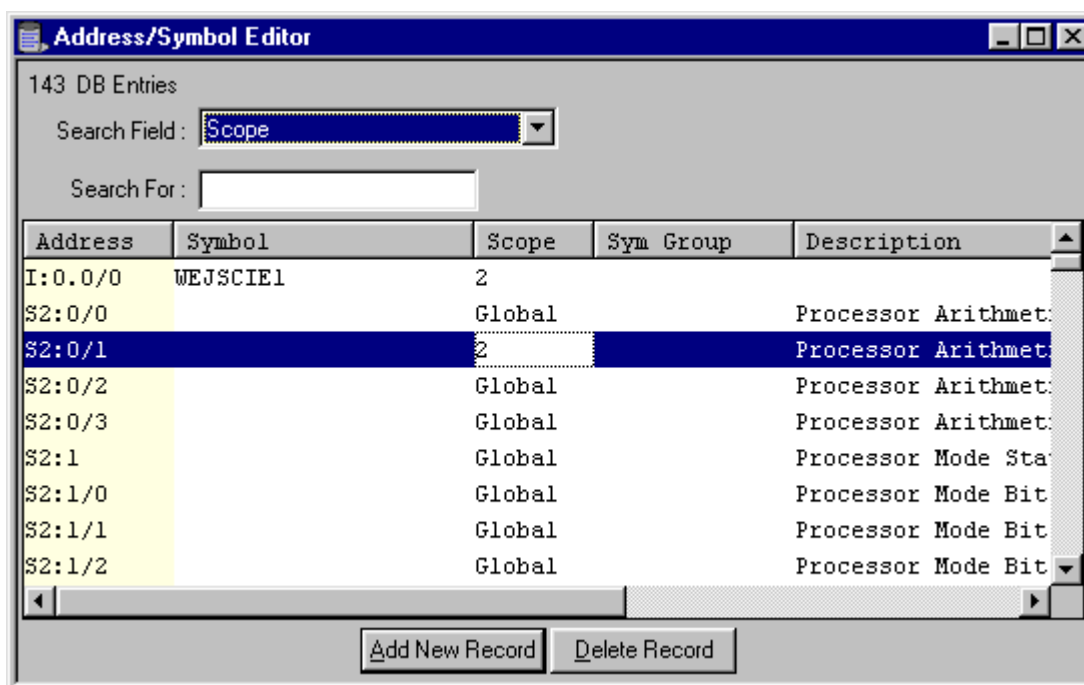 Address/Symbol Editor
143 DB Entries
Search Field : Scope
Search For :
Address Symbol Scope Sym Group Description
I:0.0/0 WEJSCIE1 2
S2:0/0 Global Processor Arithmet
S2:0/1 2 Processor Arithmet
S2:0/2 Global Processor Arithmet
S2:0/3 Global Processor Arithmet
S2:1 Global Processor Mode Sta
S2:1/0 Global Processor Mode Bit
S2:1/1 Global Processor Mode Bit
S2:1/2 Global Processor Mode Bit
Add New Record Delete Record